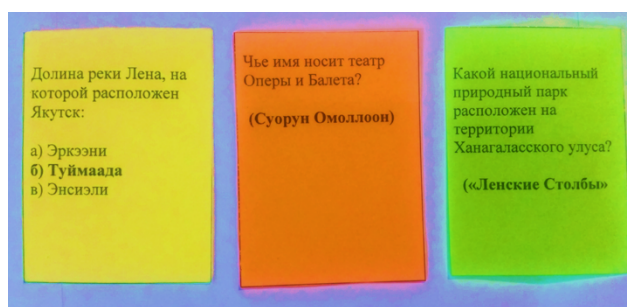 Долина реки Лена, на
которой расположен
Якутск:
а) Эркээни
б) Туймаада
в) Энсиэли
Чье имя носит театр
Оперы и Балета?
(Суорун Омоллоон)
Какой национальный
природный парк
расположен на
территории
Ханагаласского улуса?
(«Ленские Столбы»